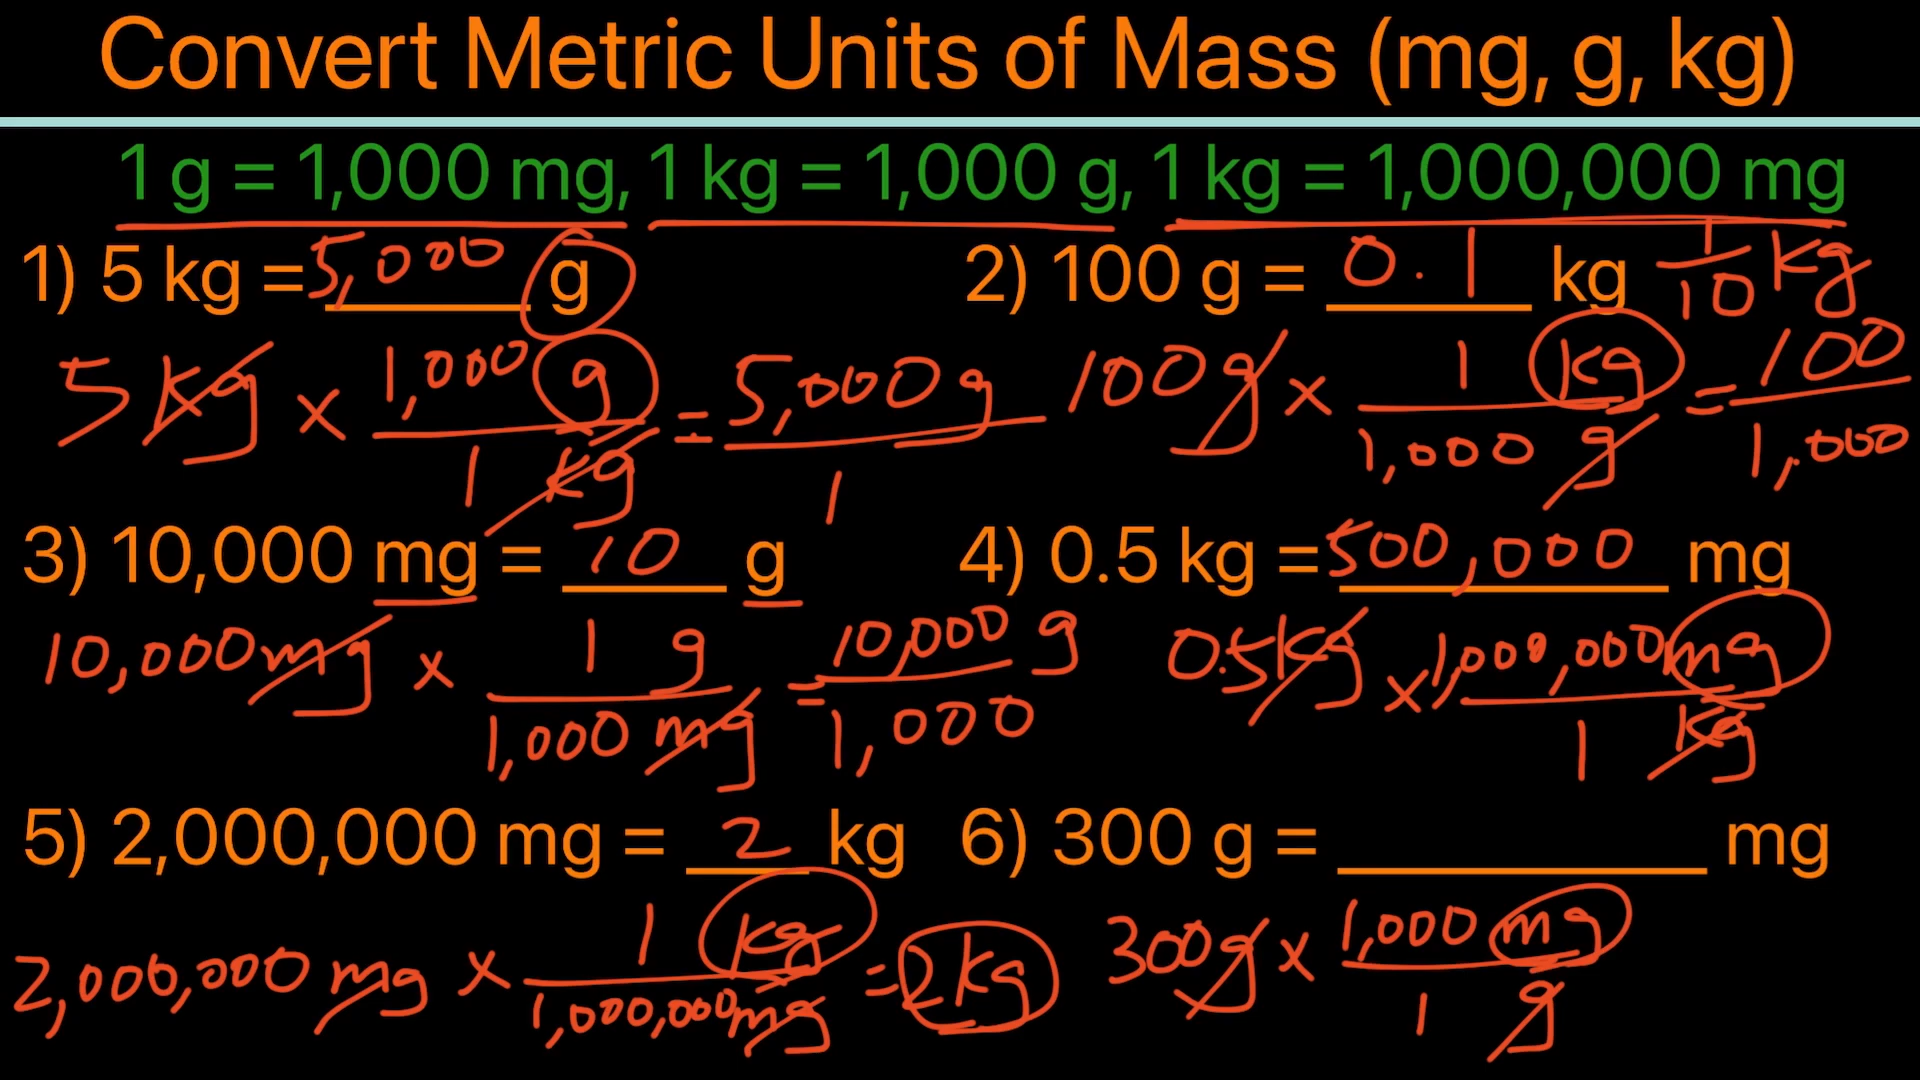 Convert Metric Units of Mass (mg, g, kg)
1 g = 1,000 mg, 1 kg = 1,000 g, 1 kg = 1,000,000 mg
1) 5 kg = 5,000 g
5 kg × 1,000 g / 1 kg = 5,000 g / 1
2) 100 g = 0.1 kg 1/10 kg
100 g × 1 kg / 1,000 g = 100 / 1,000
3) 10,000 mg = 10 g
10,000 mg × 1 g / 1,000 mg = 10,000 g / 1,000
4) 0.5 kg = 500,000 mg
0.5 kg × 1,000,000 mg / 1 kg
5) 2,000,000 mg = 2 kg
2,000,000 mg × 1 kg / 1,000,000 mg = 2 kg
6) 300 g = ________ mg
300 g × 1,000 mg / 1 g